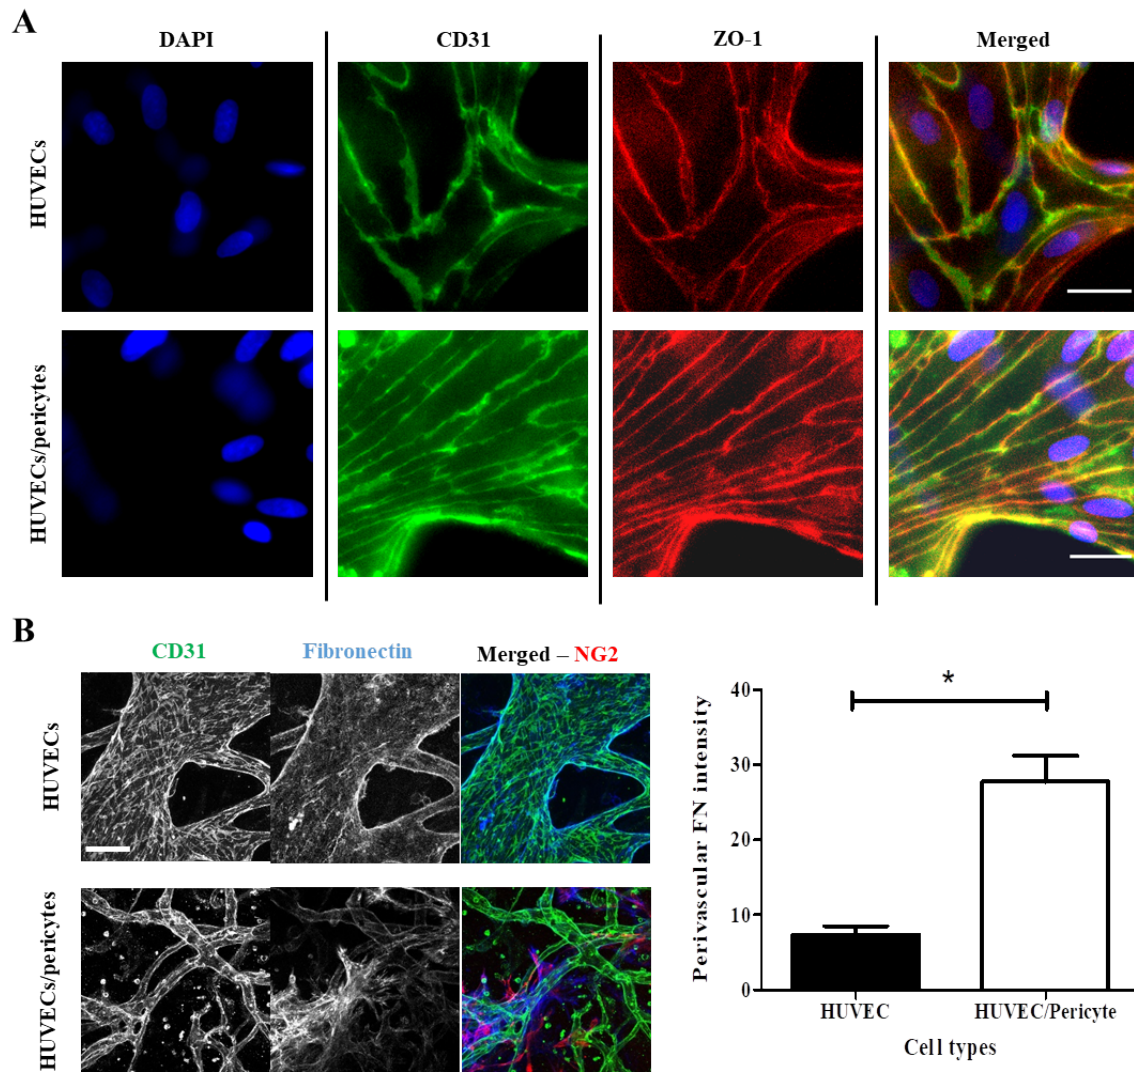 A
DAPI
CD31
ZO-1
Merged
HUVECs
HUVECs/pericytes
B
CD31
Fibronectin
Merged – NG2
HUVECs
HUVECs/pericytes
*
40
30
20
10
0
Perivascular FN intensity
HUVEC
HUVEC/Pericyte
Cell types